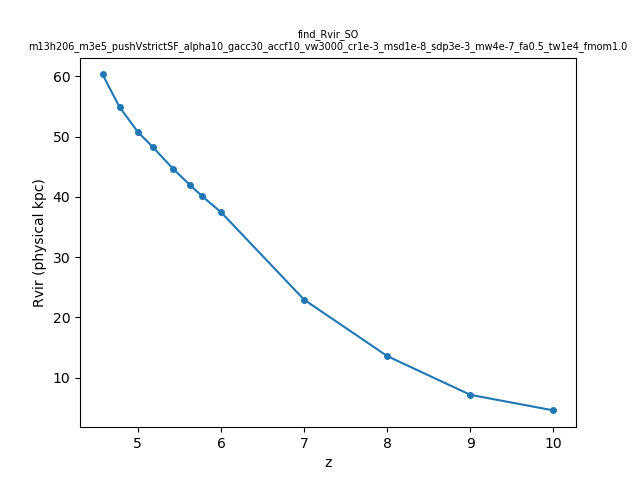 find_Rvir_SO
m13h206_m3e5_pushVstrictSF_alpha10_gacc30_accf10_vw3000_cr1e-3_msd1e-8_sdp3e-3_mw4e-7_fa0.5_tw1e4_fmom1.0
60
50
40
30
20
10
Rvir (physical kpc)
5 6 7 8 9 10
z